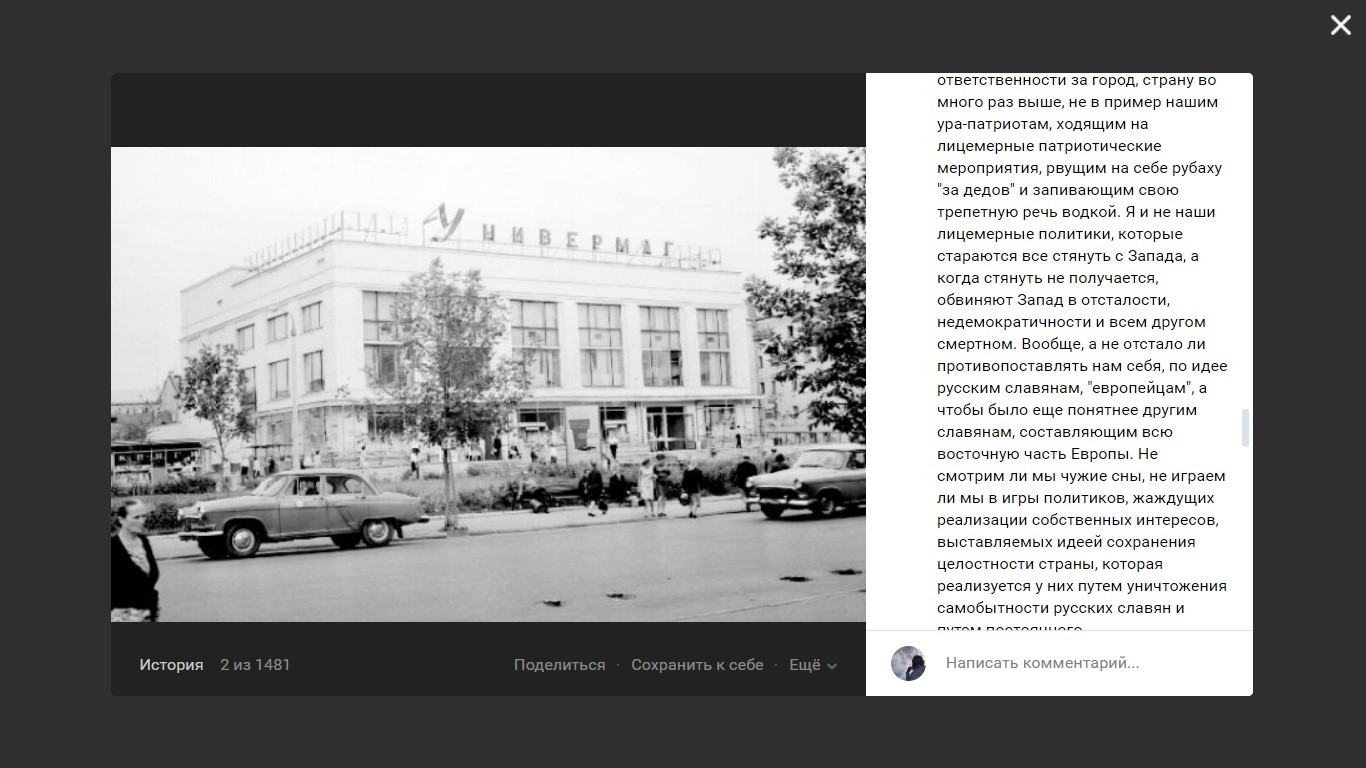 УНИВЕРМАГ
ответственности за город, страну во
много раз выше, не в пример нашим
ура-патриотам, ходящим на
лицемерные патриотические
мероприятия, рвущим на себе рубаху
"за дедов" и запивающим свою
трепетную речь водкой. Я и не наши
лицемерные политики, которые
стараются все стянуть с Запада, а
когда стянуть не получается,
обвиняют Запад в отсталости,
недемократичности и всем другом
смертном. Вообще, а не отстало ли
противопоставлять нам себя, по идее
русским славянам, "европейцам", а
чтобы было еще понятнее другим
славянам, составляющим всю
восточную часть Европы. Не
смотрим ли мы чужие сны, не играем
ли мы в игры политиков, жаждущих
реализации собственных интересов,
выставляемых идеей сохранения
целостности страны, которая
реализуется у них путем уничтожения
самобытности русских славян и
путем постоянного
История 2 из 1481
Поделиться · Сохранить к себе · Ещё
Написать комментарий...